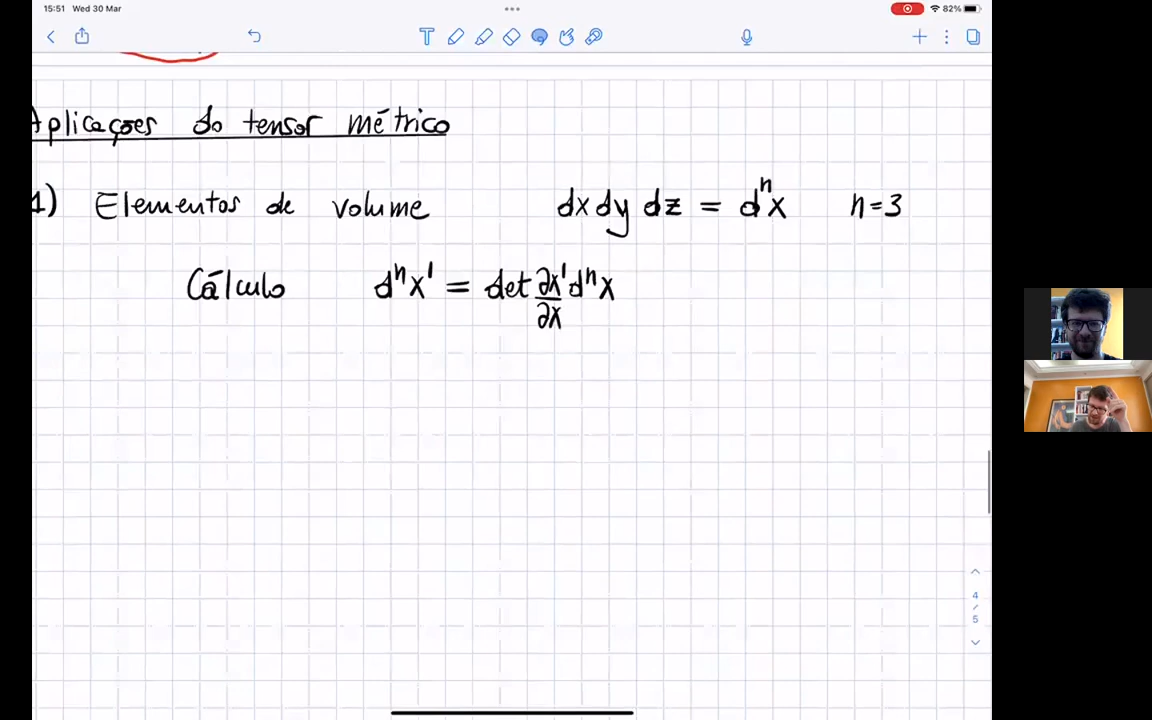 15:51 Wed 30 Mar
82%
Aplicações do tensor métrico
1) Elementos de volume dx dy dz = dⁿx n=3
Cálculo dⁿx' = det ∂x'/∂x dⁿx
4
/
5